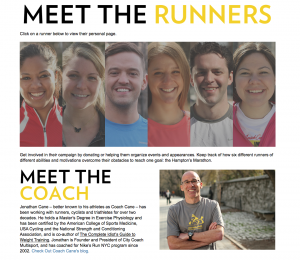 MEET THE RUNNERS
Click on a runner below to view their personal page.
Get involved in their campaign by donating or helping them organize events and appearances. Keep track of how six different runners of
different abilities and motivations overcome their obstacles to reach one goal: the Hampton's Marathon.
MEET THE
COACH
Jonathan Cane – better known to his athletes as Coach Cane – has
been working with runners, cyclists and triathletes for over two
decades. He holds a Master's Degree in Exercise Physiology and
has been certified by the American College of Sports Medicine,
USA Cycling and the National Strength and Conditioning
Association, and is co-author of The Complete Idiot's Guide to
Weight Training. Jonathan is Founder and President of City Coach
Multisport, and has coached for Nike's Run NYC program since
2002. Check Out Coach Cane's blog.